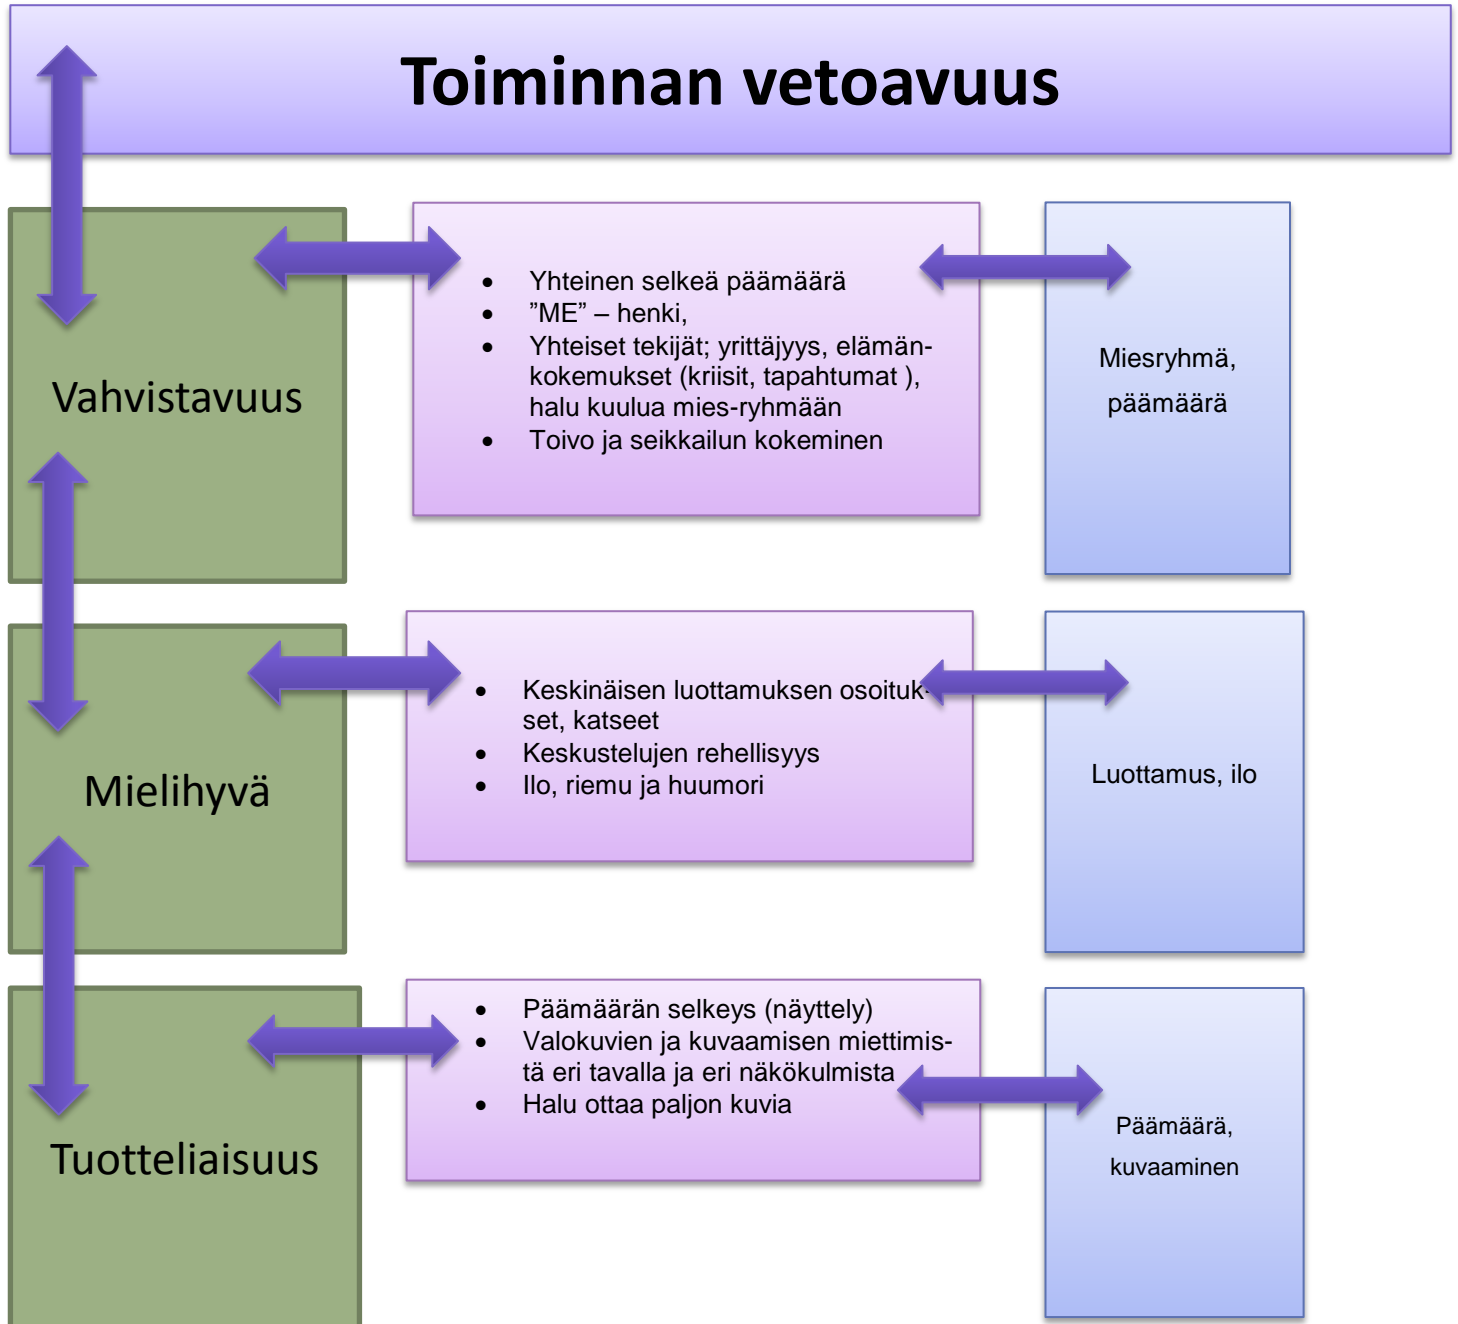 Toiminnan vetoavuus
Vahvistavuus
• Yhteinen selkeä päämäärä
• ”ME” – henki,
• Yhteiset tekijät; yrittäjyys, elämän-
kokemukset (kriisit, tapahtumat ),
halu kuulua mies-ryhmään
• Toivo ja seikkailun kokeminen
Miesryhmä,
päämäärä
Mielihyvä
• Keskinäisen luottamuksen osoituk-
set, katseet
• Keskustelujen rehellisyys
• Ilo, riemu ja huumori
Luottamus, ilo
Tuotteliaisuus
• Päämäärän selkeys (näyttely)
• Valokuvien ja kuvaamisen miettimis-
tä eri tavalla ja eri näkökulmista
• Halu ottaa paljon kuvia
Päämäärä,
kuvaaminen